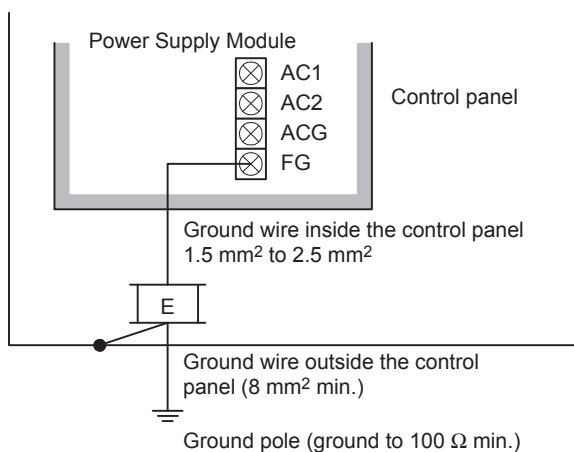 Power Supply Module
AC1
AC2
Control panel
ACG
FG
Ground wire inside the control panel
1.5 mm² to 2.5 mm²
E
Ground wire outside the control
panel (8 mm² min.)
Ground pole (ground to 100 Ω min.)